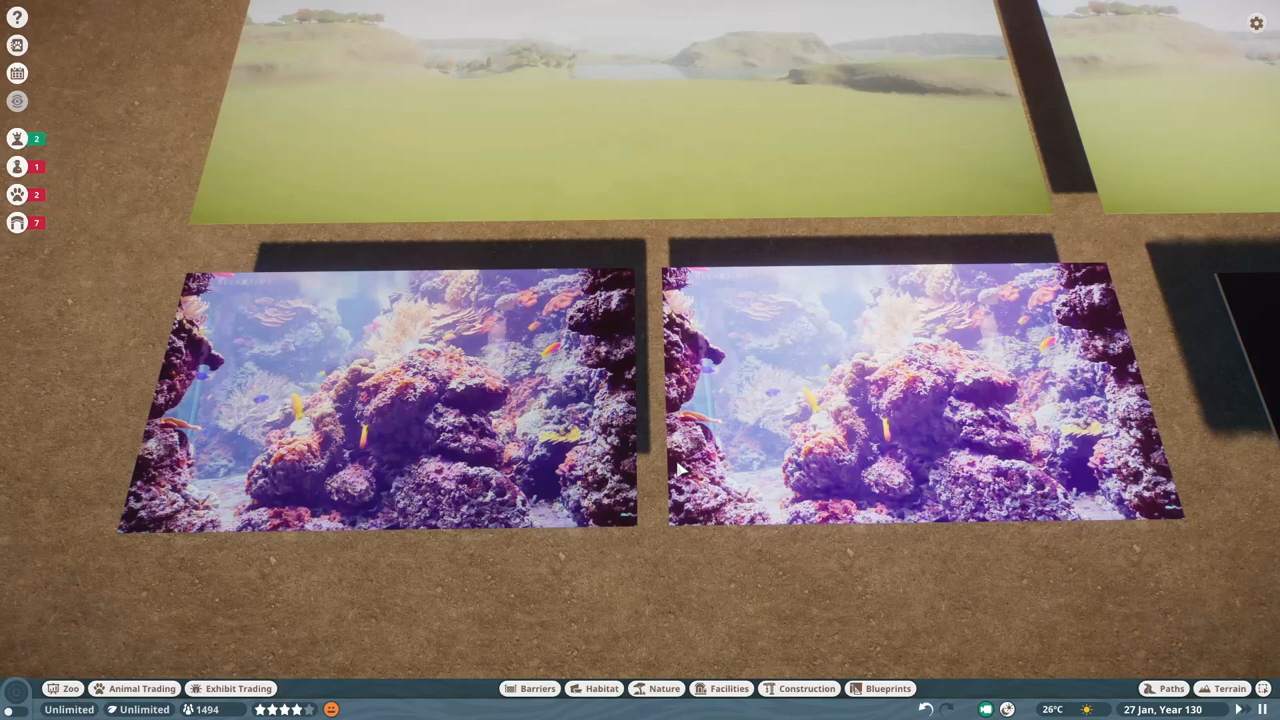 ?
2
1
2
7
Zoo
Animal Trading
Exhibit Trading
Barriers
Habitat
Nature
Facilities
Construction
Blueprints
Paths
Terrain
Unlimited
Unlimited
1494
26°C
27 Jan, Year 130